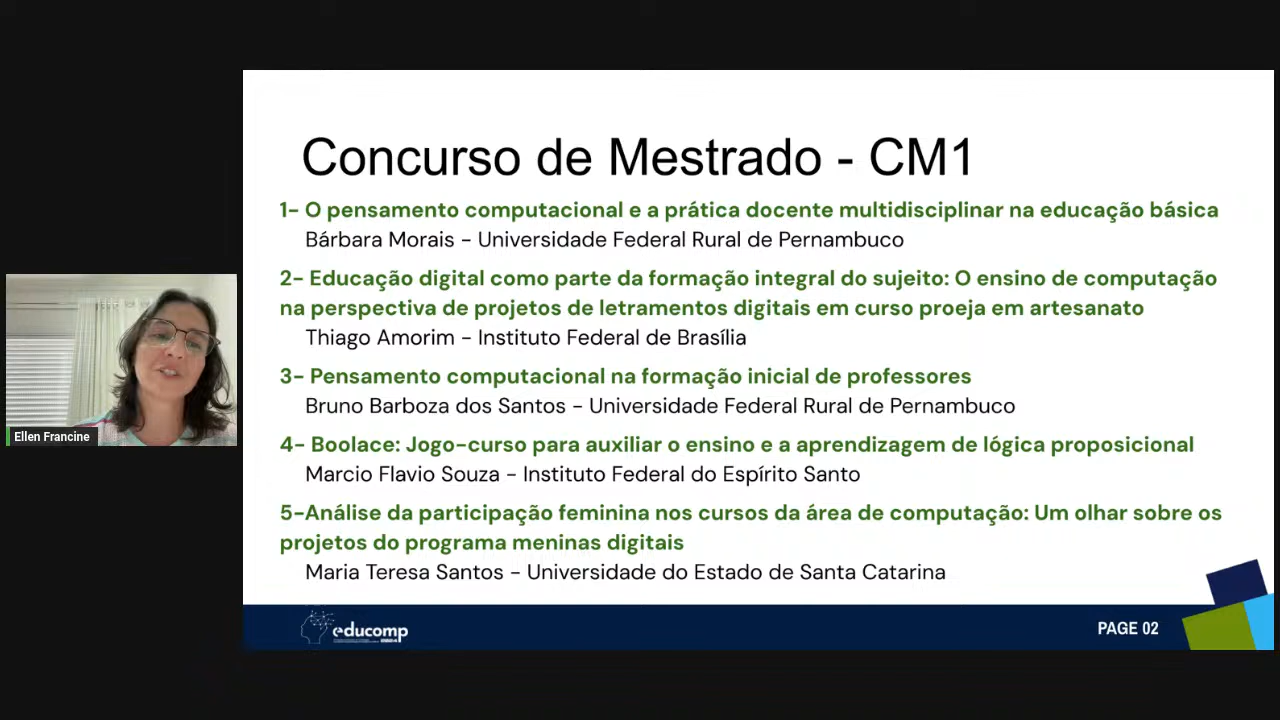 Concurso de Mestrado - CM1
1- O pensamento computacional e a prática docente multidisciplinar na educação básica
Bárbara Morais - Universidade Federal Rural de Pernambuco
2- Educação digital como parte da formação integral do sujeito: O ensino de computação
na perspectiva de projetos de letramentos digitais em curso proeja em artesanato
Thiago Amorim - Instituto Federal de Brasília
3- Pensamento computacional na formação inicial de professores
Bruno Barboza dos Santos - Universidade Federal Rural de Pernambuco
4- Boolace: Jogo-curso para auxiliar o ensino e a aprendizagem de lógica proposicional
Marcio Flavio Souza - Instituto Federal do Espírito Santo
5-Análise da participação feminina nos cursos da área de computação: Um olhar sobre os
projetos do programa meninas digitais
Maria Teresa Santos - Universidade do Estado de Santa Catarina
Ellen Francine
educomp
PAGE 02